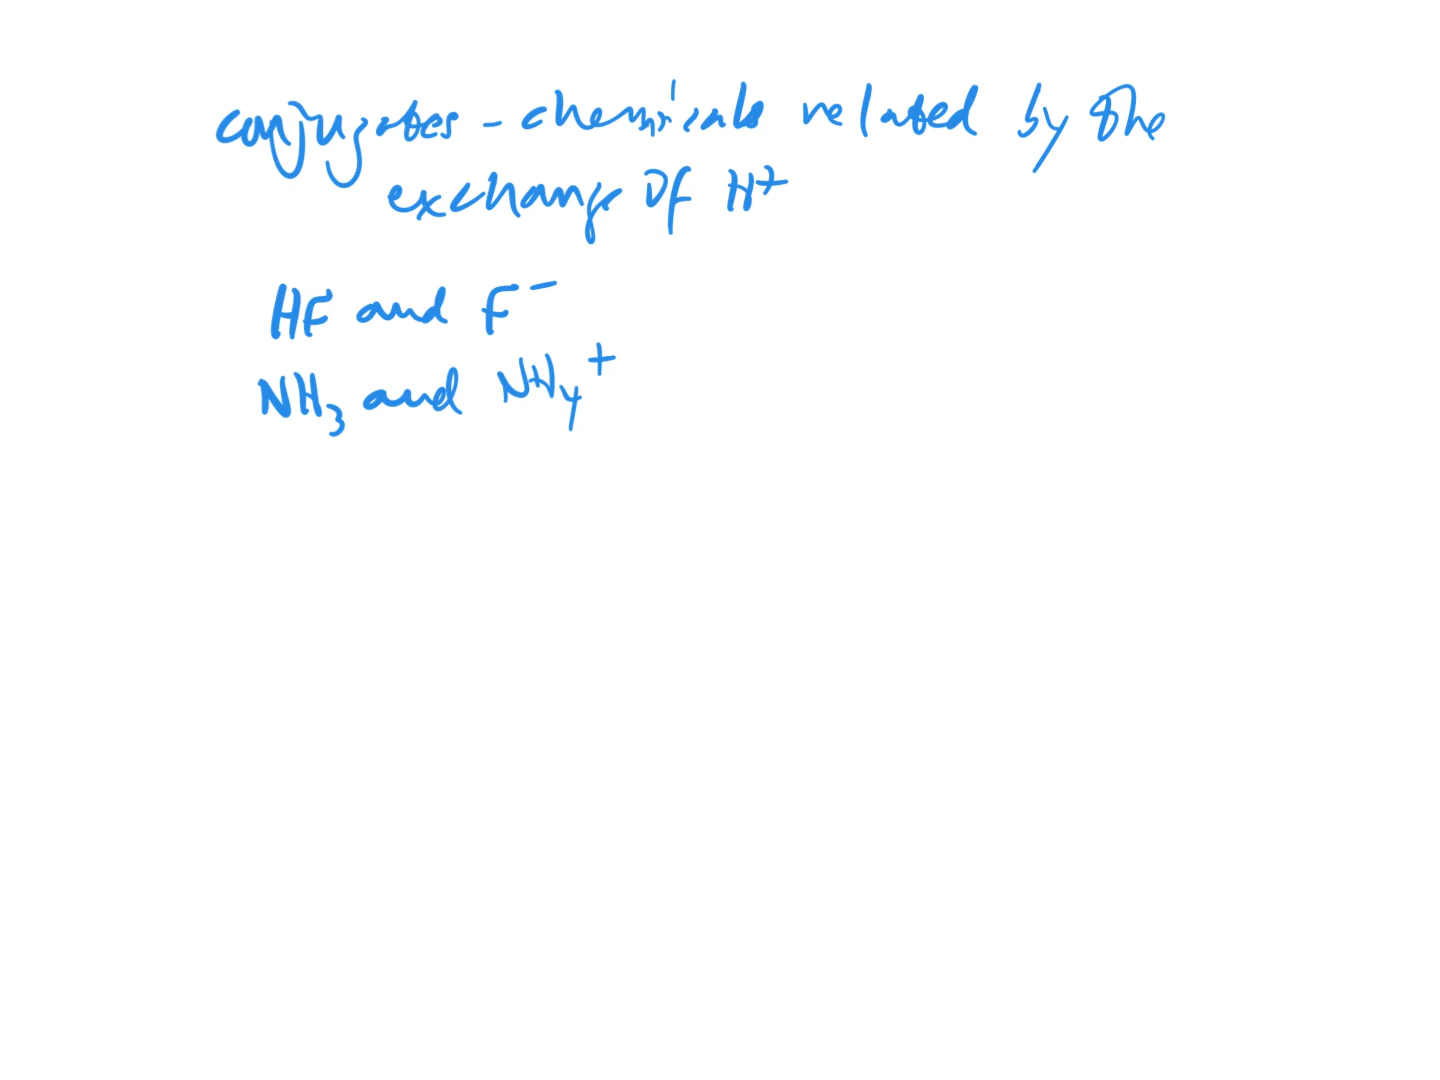 conjugates - chemicals related by the
exchange of H⁺
HF and F⁻
NH₃ and NH₄⁺